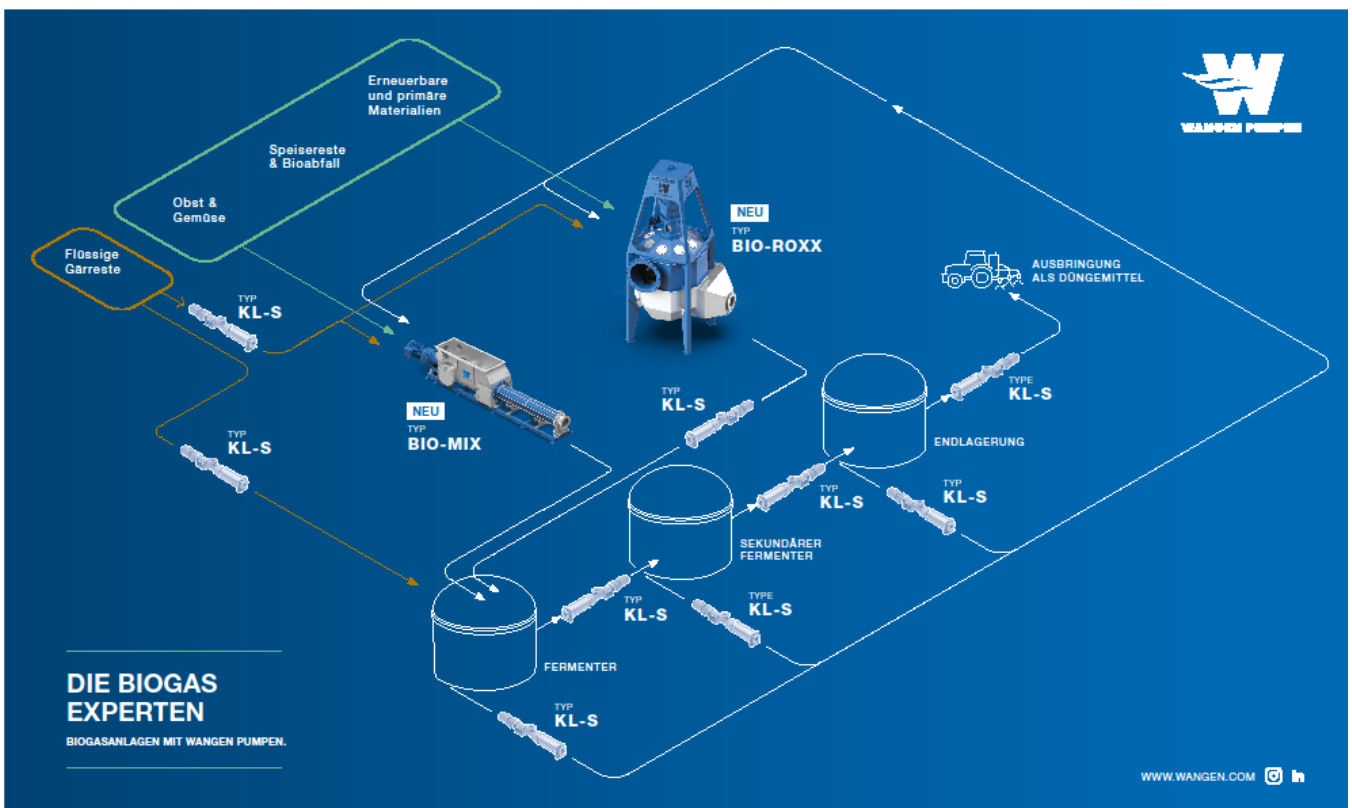 Erneuerbare
und primäre
Materialien
WANGEN PUMPEN
Speisereste
& Bioabfall
Obst &
Gemüse
NEU
TYP
BIO-ROXX
Flüssige
Gärreste
AUSBRINGUNG
ALS DÜNGEMITTEL
TYP
KL-S
TYPE
KL-S
TYP
KL-S
NEU
TYP
BIO-MIX
TYP
KL-S
ENDLAGERUNG
TYP
KL-S
TYP
KL-S
SEKUNDÄRER
FERMENTER
TYP
KL-S
TYPE
KL-S
FERMENTER
DIE BIOGAS
EXPERTEN
BIOGASANLAGEN MIT WANGEN PUMPEN.
TYP
KL-S
WWW.WANGEN.COM